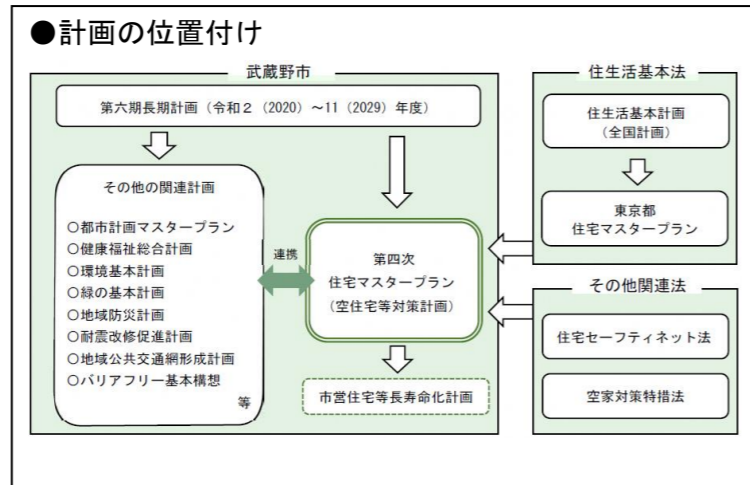 ●計画の位置付け
武蔵野市
第六期長期計画（令和２（2020）～11（2029）年度）
その他の関連計画
○都市計画マスタープラン
○健康福祉総合計画
○環境基本計画
○緑の基本計画
○地域防災計画
○耐震改修促進計画
○地域公共交通網形成計画
○バリアフリー基本構想
等
連携
第四次
住宅マスタープラン
（空住宅等対策計画）
市営住宅等長寿命化計画
住生活基本法
住生活基本計画
（全国計画）
東京都
住宅マスタープラン
その他関連法
住宅セーフティネット法
空家対策特措法